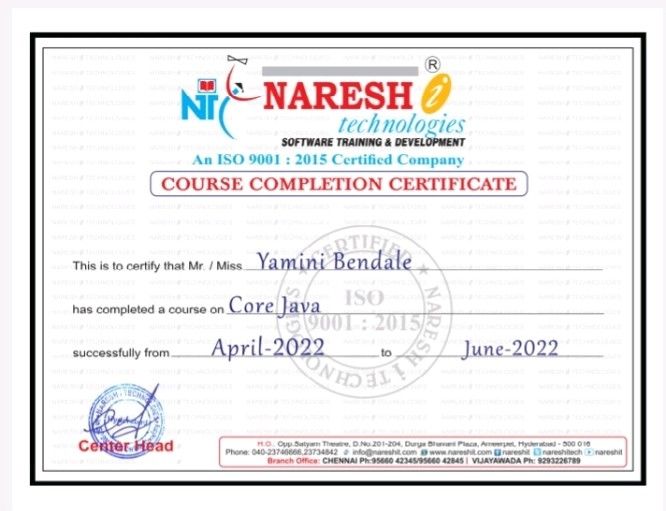 NT
®
NARESH i
technologies
SOFTWARE TRAINING & DEVELOPMENT
An ISO 9001 : 2015 Certified Company
COURSE COMPLETION CERTIFICATE
This is to certify that Mr. / Miss Yamini Bendale
has completed a course on Core Java
successfully from April-2022 to June-2022
CERTIFIED
ISO
9001 : 2015
NARESH i TECHNOLOGIES
Center Head
H.O.: Opp.Satyam Theatre, D.No.201-204, Durga Bhavani Plaza, Ameerpet, Hyderabad - 500 016
Phone: 040-23746666,23734842 info@nareshit.com www.nareshit.com nareshit nareshitech nareshit
Branch Office: CHENNAI Ph:95660 42345/95660 42845 | VIJAYAWADA Ph: 9293226789